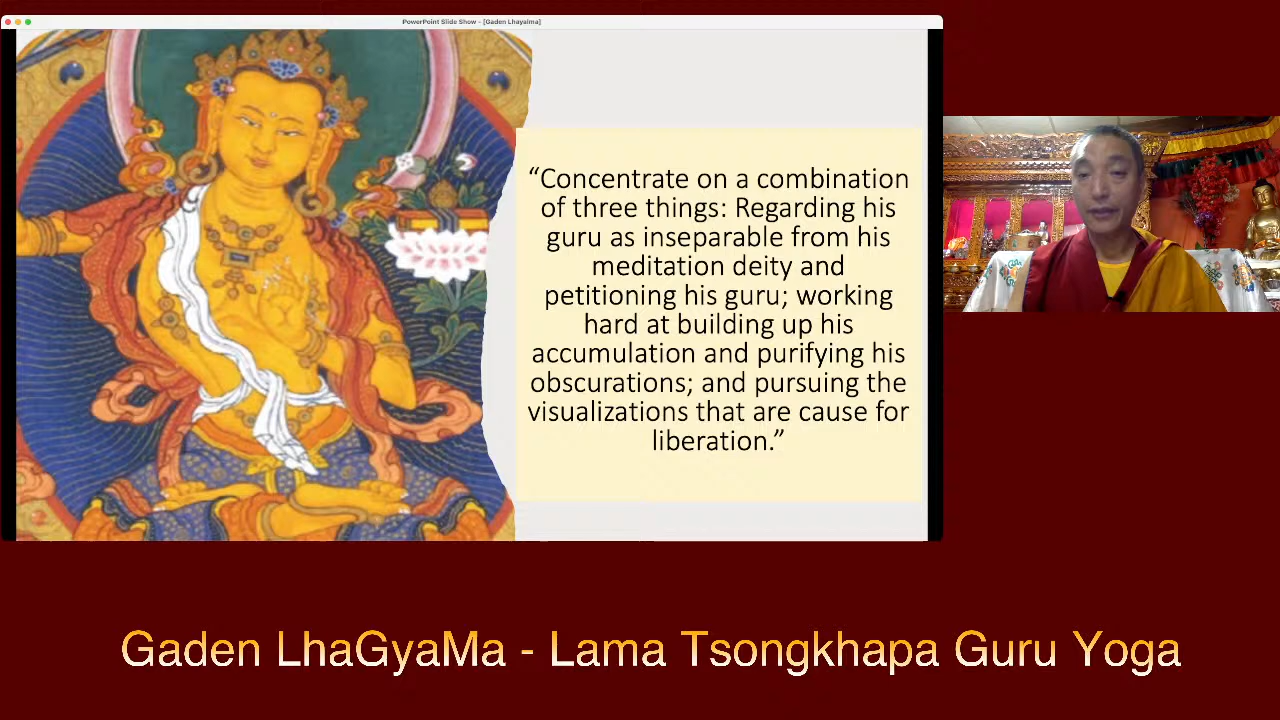 PowerPoint Slide Show - [Gaden Lhayalma]
“Concentrate on a combination
of three things: Regarding his
guru as inseparable from his
meditation deity and
petitioning his guru; working
hard at building up his
accumulation and purifying his
obscurations; and pursuing the
visualizations that are cause for
liberation.”
Gaden LhaGyaMa - Lama Tsongkhapa Guru Yoga